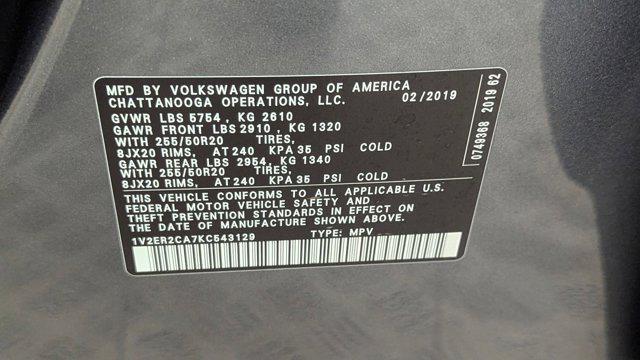 MFD BY VOLKSWAGEN GROUP OF AMERICA
CHATTANOOGA OPERATIONS, LLC. 02/2019
GVWR LBS 5754 , KG 2610
GAWR FRONT LBS 2910 , KG 1320
WITH 255/50R20 TIRES,
8JX20 RIMS, AT 240 KPA 35 PSI COLD
GAWR REAR LBS 2954 , KG 1340
WITH 255/50R20 TIRES,
8JX20 RIMS, AT 240 KPA 35 PSI COLD
THIS VEHICLE CONFORMS TO ALL APPLICABLE U.S.
FEDERAL MOTOR VEHICLE SAFETY AND
THEFT PREVENTION STANDARDS IN EFFECT ON
THE DATE OF MANUFACTURE SHOWN ABOVE.
1V2ER2CA7KC543129 TYPE: MPV
0749368 2019 62